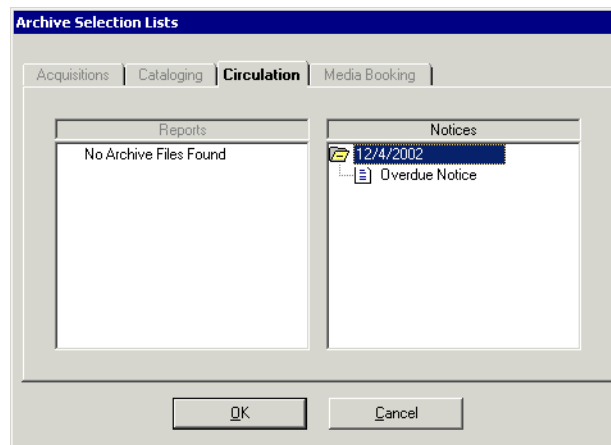 Archive Selection Lists
Acquisitions Cataloging Circulation Media Booking
Reports Notices
No Archive Files Found 12/4/2002
Overdue Notice
OK Cancel